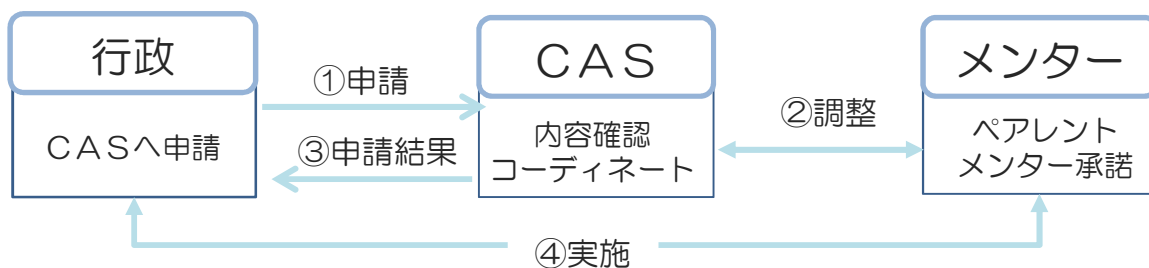 行政
CASへ申請
①申請
③申請結果
CAS
内容確認
コーディネート
②調整
メンター
ペアレント
メンター承諾
④実施